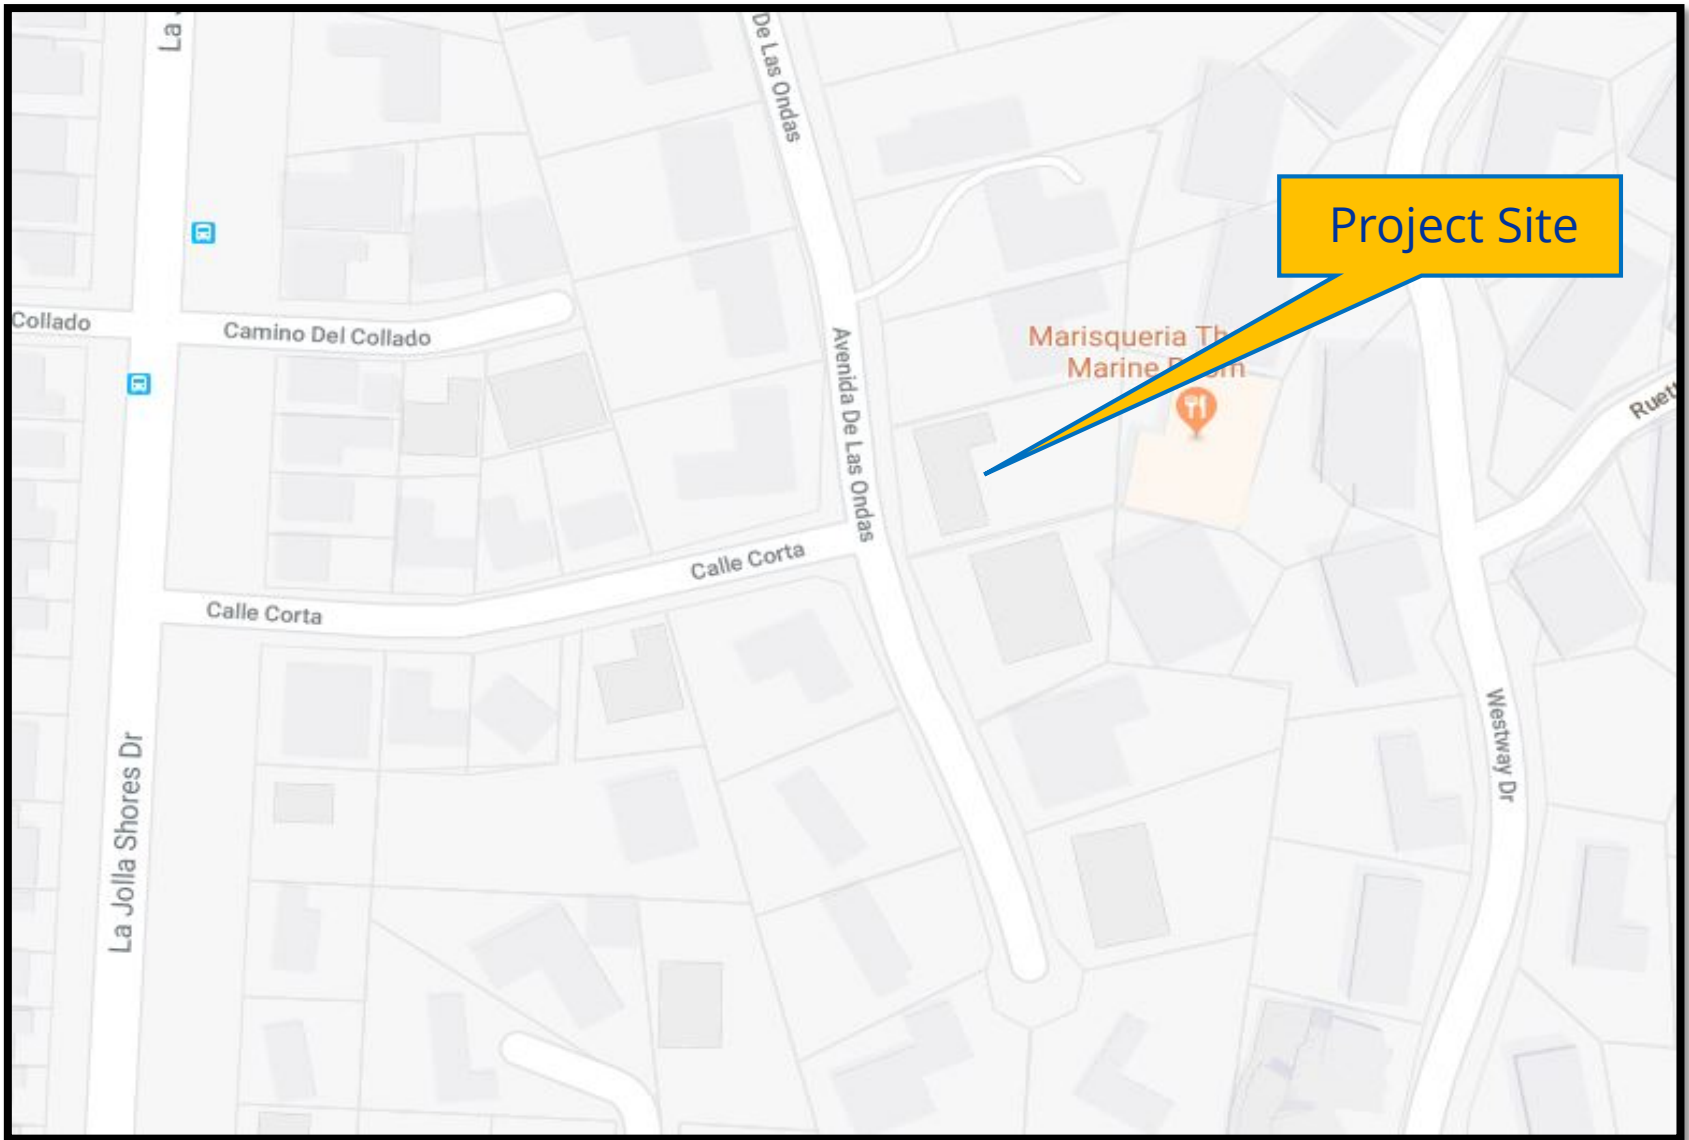 La
De Las Ondas
Project Site
Collado
Camino Del Collado
Avenida De Las Ondas
Marisqueria Th
Marine
Calle Corta
Calle Corta
Westway Dr
La Jolla Shores Dr